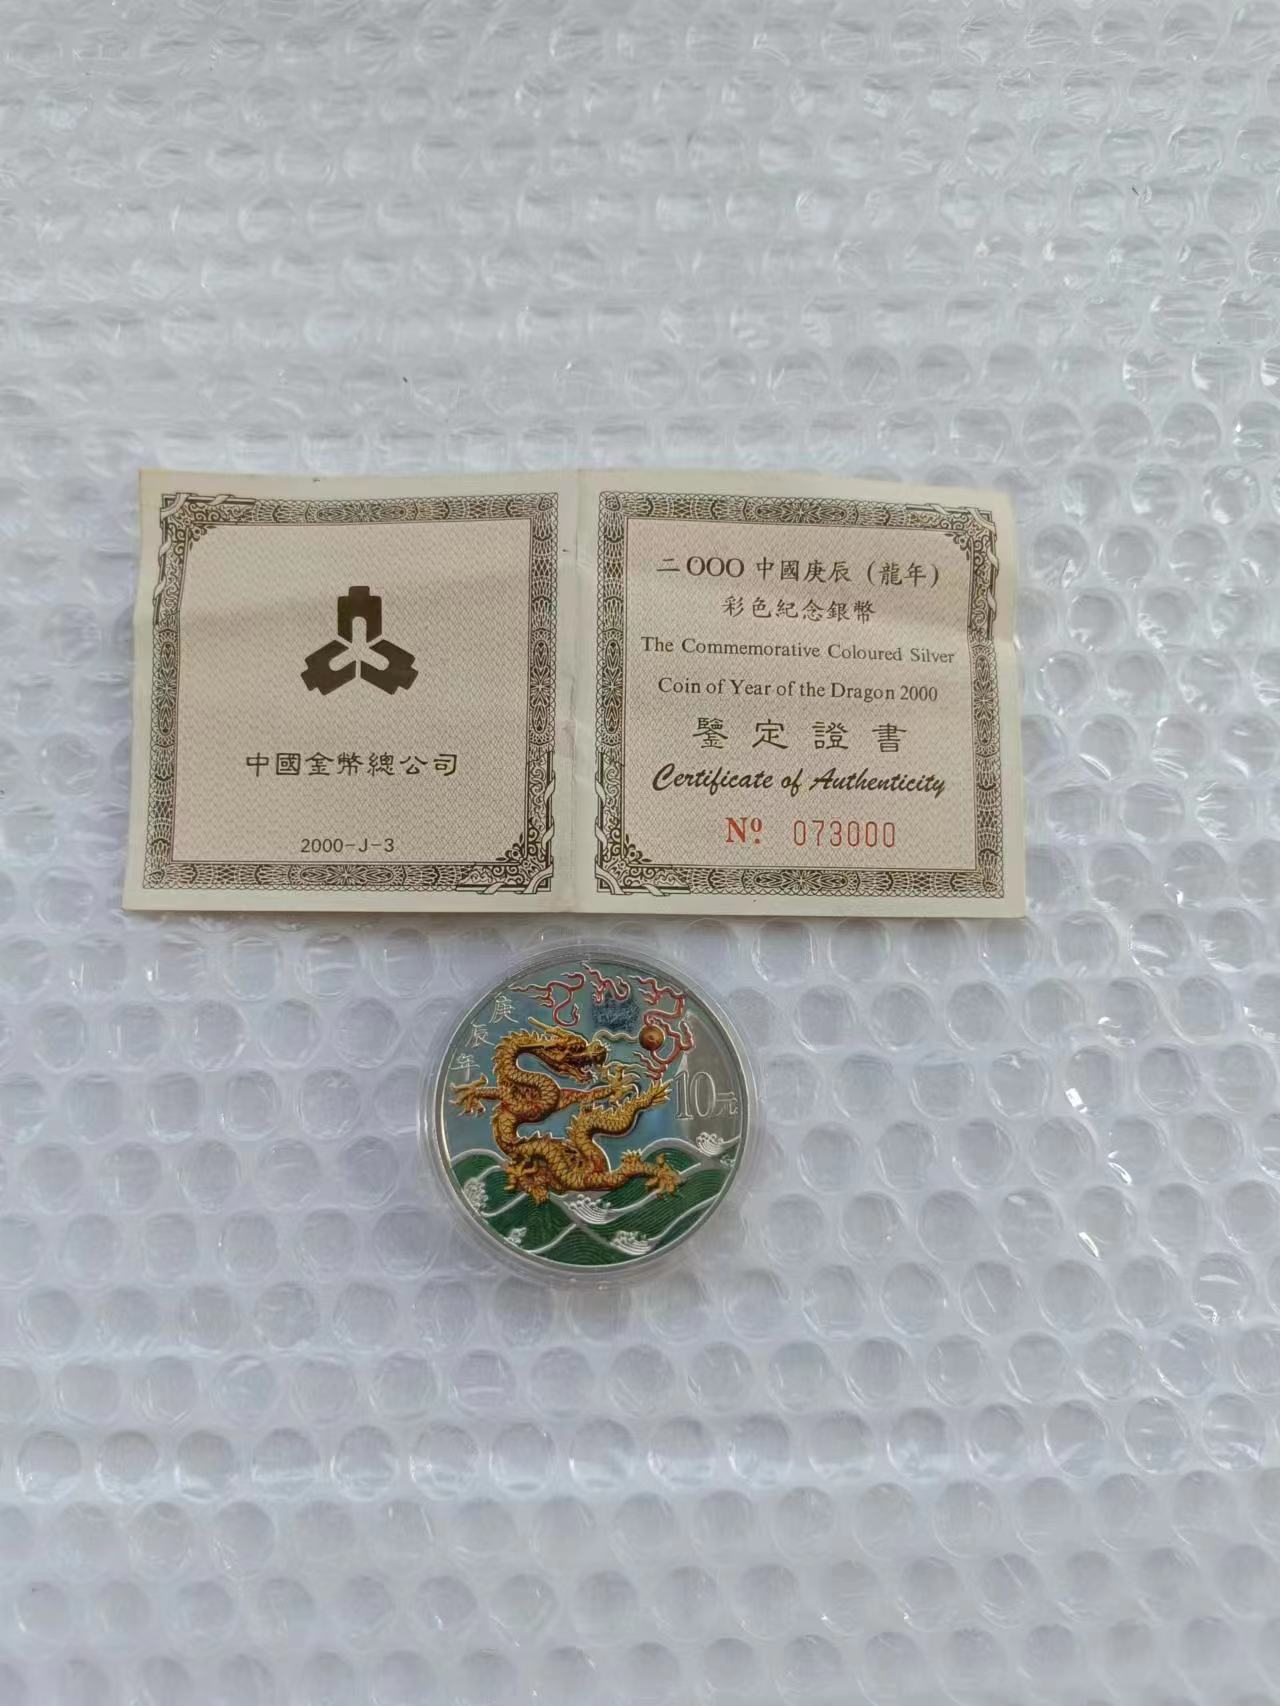 中國金幣總公司
2000-J-3
二OOO中國庚辰（龍年）
彩色紀念銀幣
The Commemorative Coloured Silver
Coin of Year of the Dragon 2000
鑒定證書
Certificate of Authenticity
Nº. 073000
庚辰年
10元